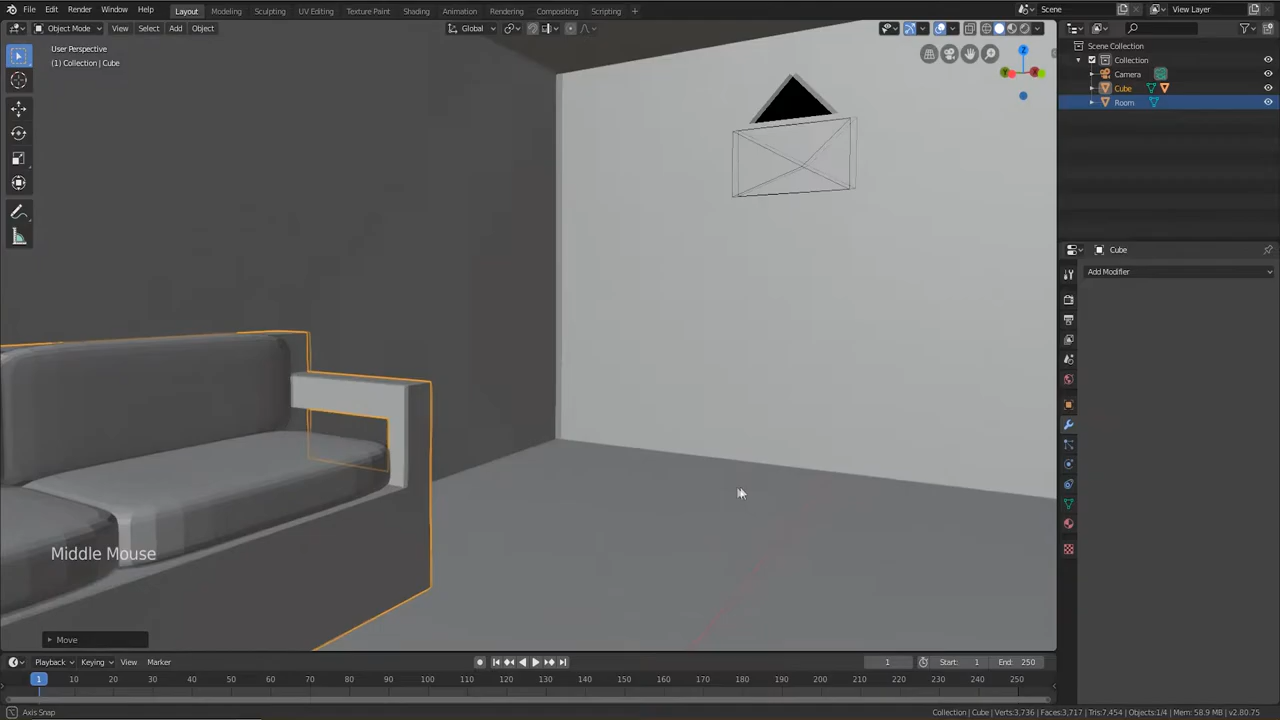 File Edit Render Window Help Layout Modeling Sculpting UV Editing Texture Paint Shading Animation Rendering Compositing Scripting + Scene View Layer
Object Mode View Select Add Object Global
User Perspective
(1) Collection | Cube
Scene Collection
Collection
Camera
Cube
Room
Cube
Add Modifier
Middle Mouse
Move
Playback Keying View Marker 1 Start: 1 End: 250
1 10 20 30 40 50 60 70 80 90 100 110 120 130 140 150 160 170 180 190 200 210 220 230 240 250
Axis Snap Collection | Cube | Verts:3,736 | Faces:3,717 | Tris:7,454 | Objects:1/4 | Mem: 58.9 MB | v2.80.75